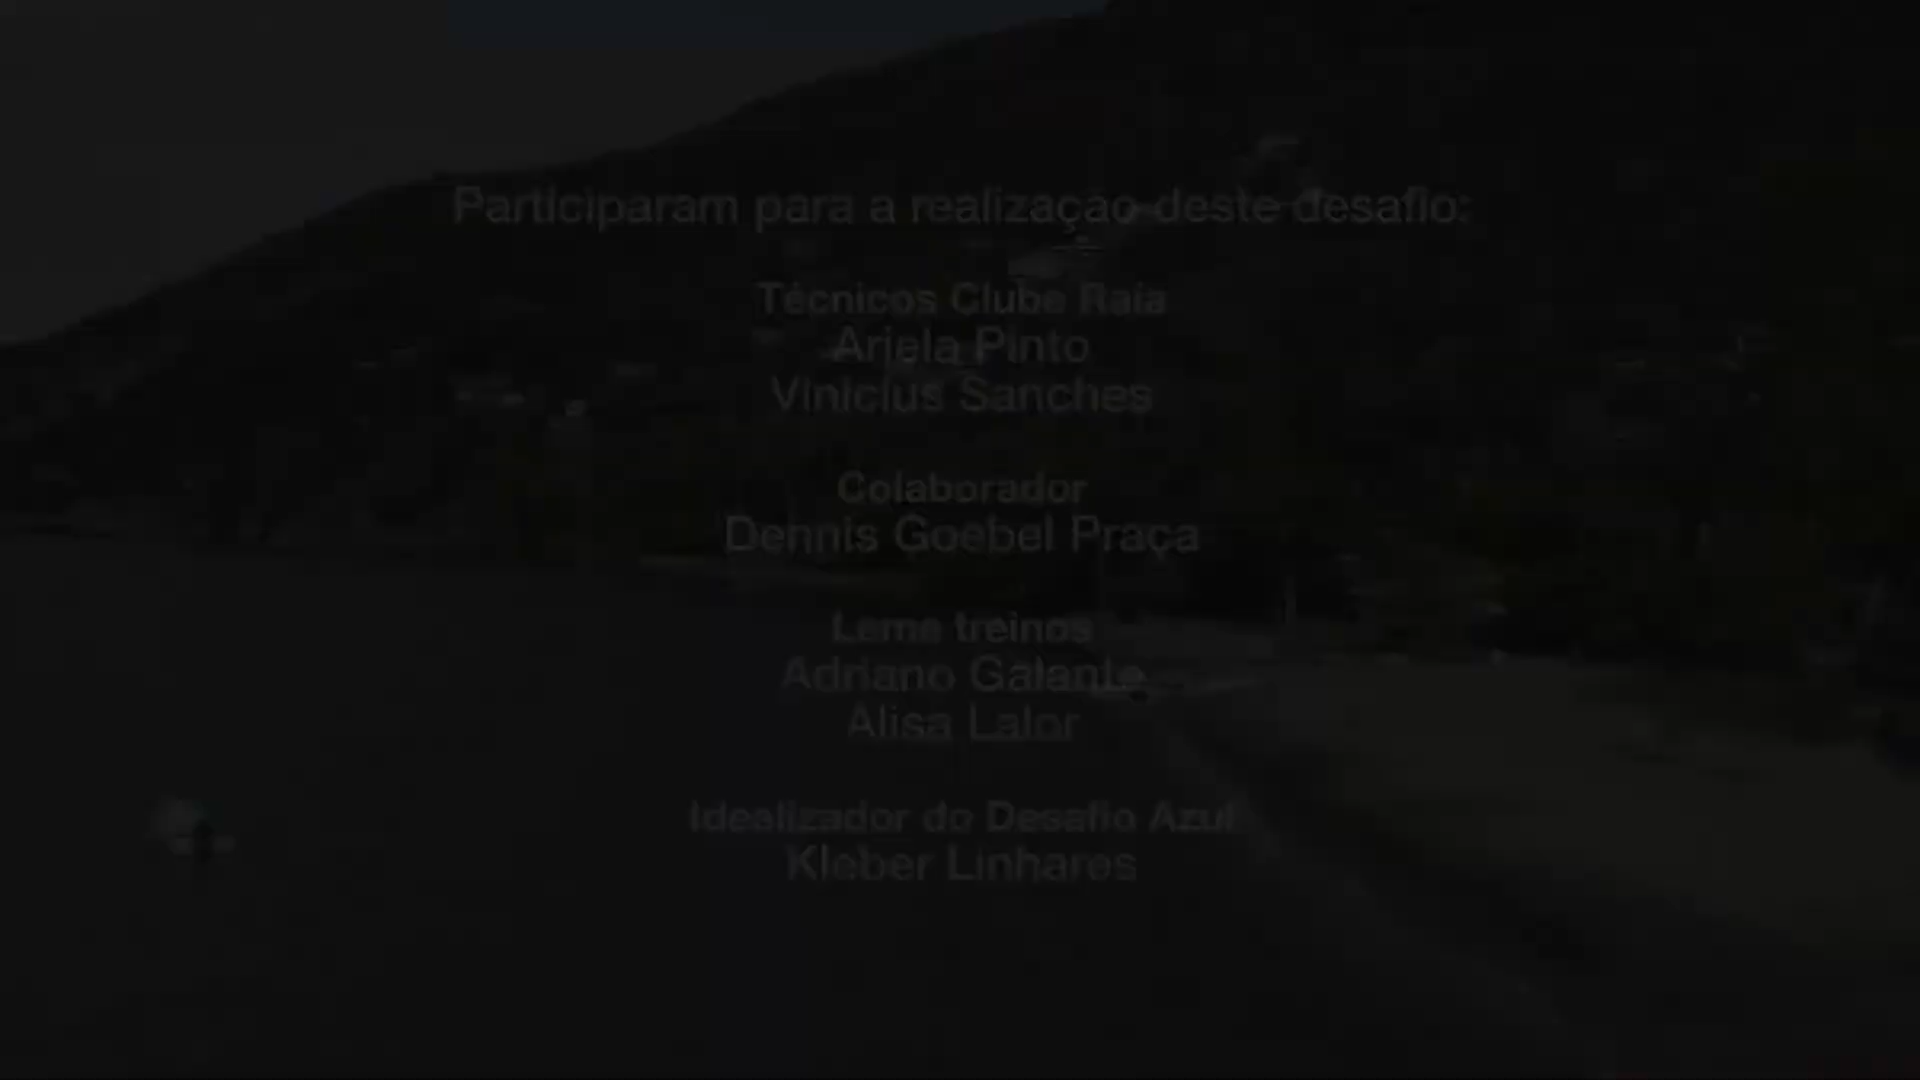 Participaram para a realização deste desafio:
Técnicos Clube Raia
Ariela Pinto
Vinicius Sanches
Colaborador
Dennis Goebel Praça
Leme treinos
Adriano Galante
Alisa Lalor
Idealizador do Desafio Azul
Kleber Linhares